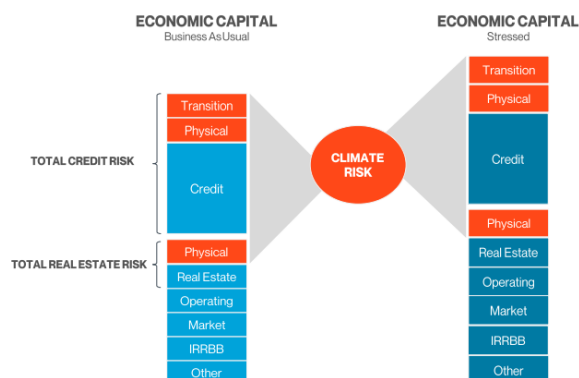 ECONOMIC CAPITAL
Business As Usual
TOTAL CREDIT RISK
Transition
Physical
Credit
TOTAL REAL ESTATE RISK
Physical
Real Estate
Operating
Market
IRRBB
Other
CLIMATE
RISK
ECONOMIC CAPITAL
Stressed
Transition
Physical
Credit
Physical
Real Estate
Operating
Market
IRRBB
Other